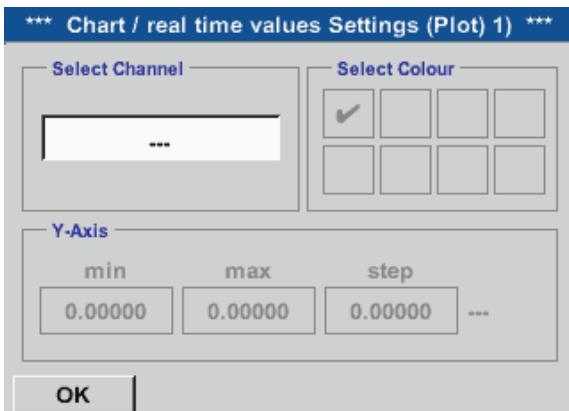 *** Chart / real time values Settings (Plot) 1) ***
Select Channel
Select Colour
---
Y-Axis
min max step
0.00000 0.00000 0.00000 ---
OK